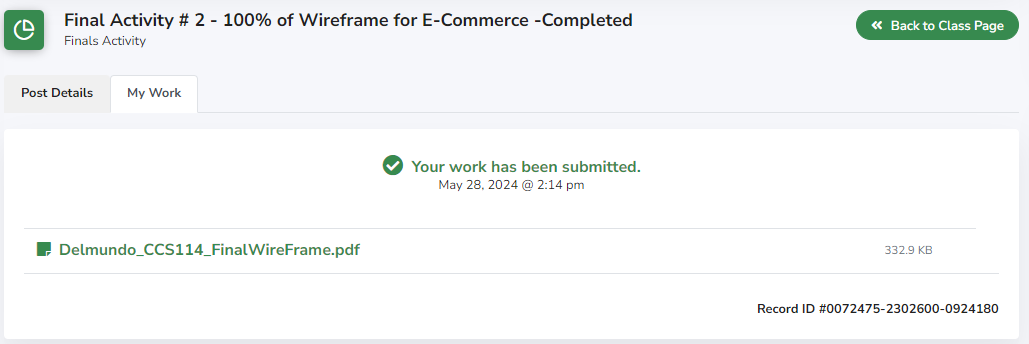 Final Activity # 2 - 100% of Wireframe for E-Commerce -Completed
Finals Activity
Back to Class Page
Post Details
My Work
Your work has been submitted.
May 28, 2024 @ 2:14 pm
Delmundo_CCS114_FinalWireFrame.pdf
332.9 KB
Record ID #0072475-2302600-0924180